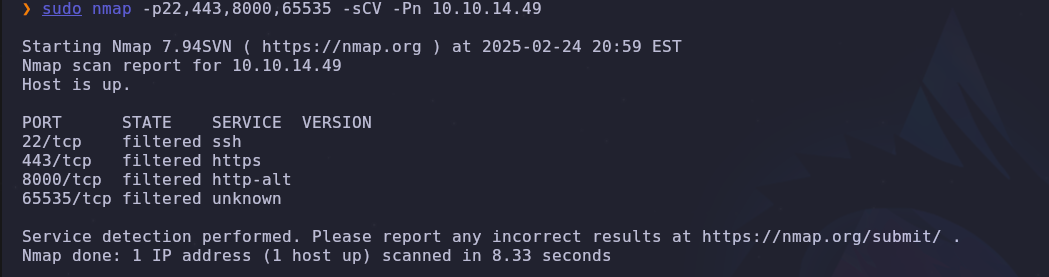 ❯ sudo nmap -p22,443,8000,65535 -sCV -Pn 10.10.14.49
Starting Nmap 7.94SVN ( https://nmap.org ) at 2025-02-24 20:59 EST
Nmap scan report for 10.10.14.49
Host is up.
PORT      STATE    SERVICE  VERSION
22/tcp    filtered ssh
443/tcp   filtered https
8000/tcp  filtered http-alt
65535/tcp filtered unknown
Service detection performed. Please report any incorrect results at https://nmap.org/submit/ .
Nmap done: 1 IP address (1 host up) scanned in 8.33 seconds